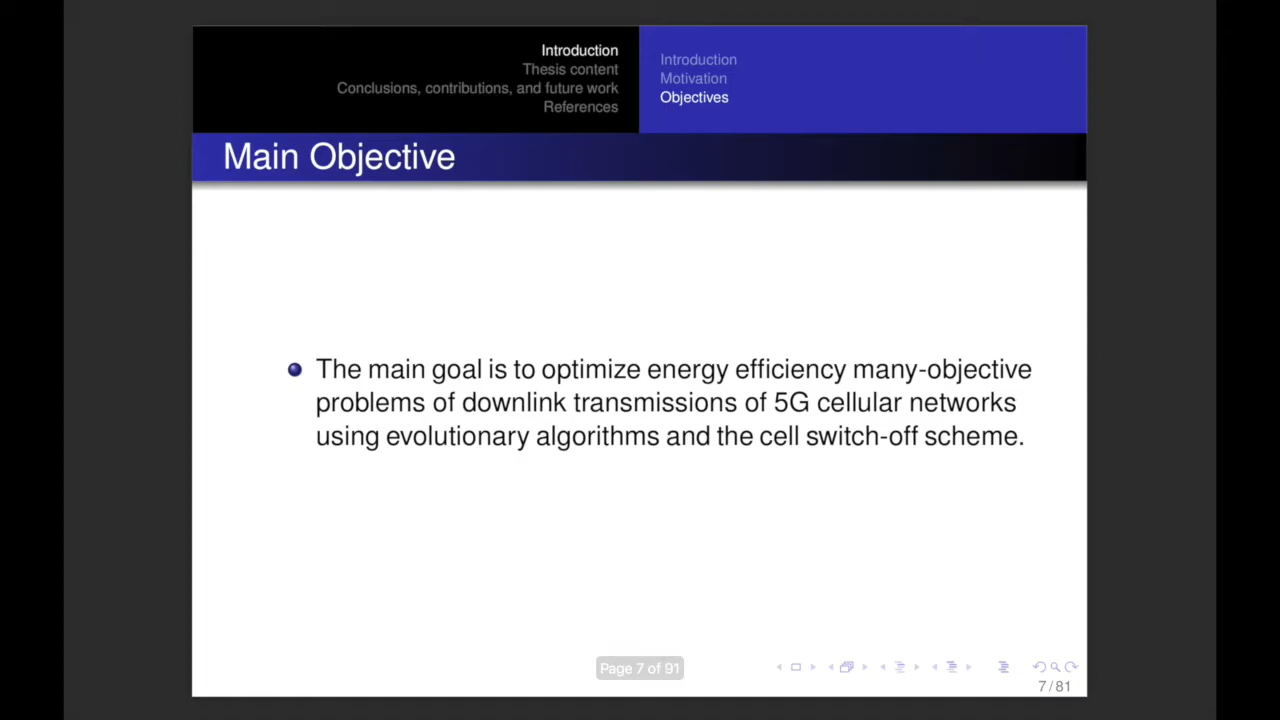 Introduction
Thesis content
Conclusions, contributions, and future work
References
Introduction
Motivation
Objectives
Main Objective
The main goal is to optimize energy efficiency many-objective
problems of downlink transmissions of 5G cellular networks
using evolutionary algorithms and the cell switch-off scheme.
Page 7 of 91
7/81